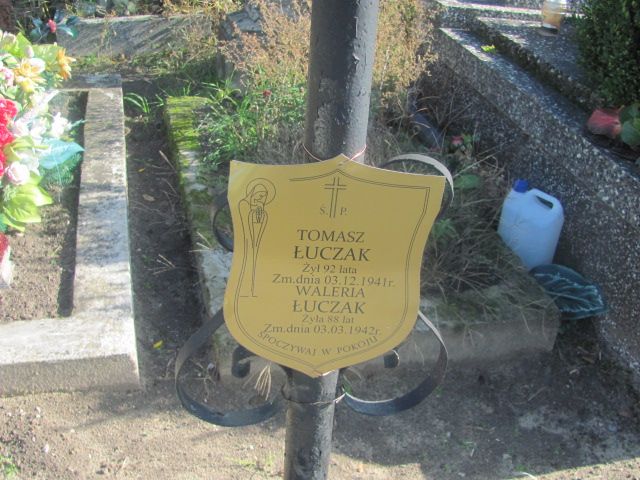 Ś. P.
TOMASZ
ŁUCZAK
Żył 92 lata
Zm.dnia 03.12.1941r.
WALERIA
ŁUCZAK
Żyła 88 lat
Zm.dnia 03.03.1942r.
SPOCZYWAJ W POKOJU